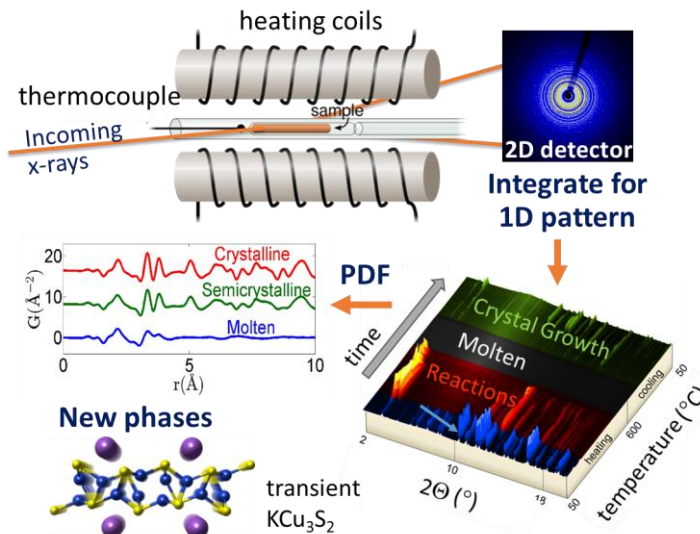 heating coils
thermocouple
sample
Incoming
x-rays
2D detector
Integrate for
1D pattern
Crystalline
Semicrystalline
Molten
G(Å⁻²)
20
10
0
0
5
10
r(Å)
PDF
time
Crystal Growth
Molten
Reactions
2
10
18
2Θ (°)
50
heating
600
cooling
50
temperature (°C)
New phases
transient
KCu₃S₂